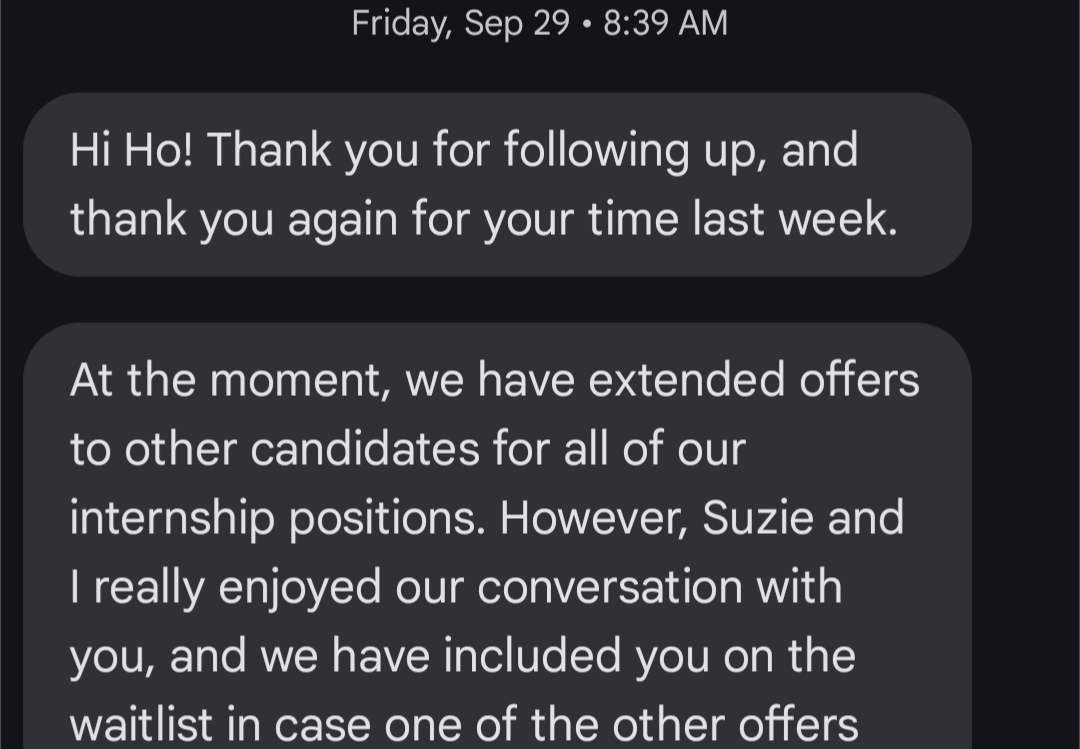 Friday, Sep 29 • 8:39 AM
Hi Ho! Thank you for following up, and
thank you again for your time last week.
At the moment, we have extended offers
to other candidates for all of our
internship positions. However, Suzie and
I really enjoyed our conversation with
you, and we have included you on the
waitlist in case one of the other offers